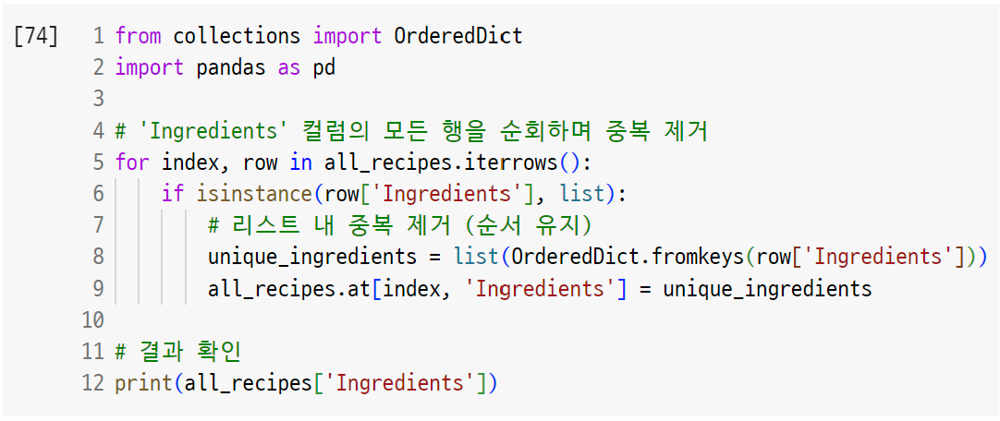 [74] 1 from collections import OrderedDict
2 import pandas as pd
3
4 # 'Ingredients' 컬럼의 모든 행을 순회하며 중복 제거
5 for index, row in all_recipes.iterrows():
6     if isinstance(row['Ingredients'], list):
7         # 리스트 내 중복 제거 (순서 유지)
8         unique_ingredients = list(OrderedDict.fromkeys(row['Ingredients']))
9         all_recipes.at[index, 'Ingredients'] = unique_ingredients
10
11 # 결과 확인
12 print(all_recipes['Ingredients'])